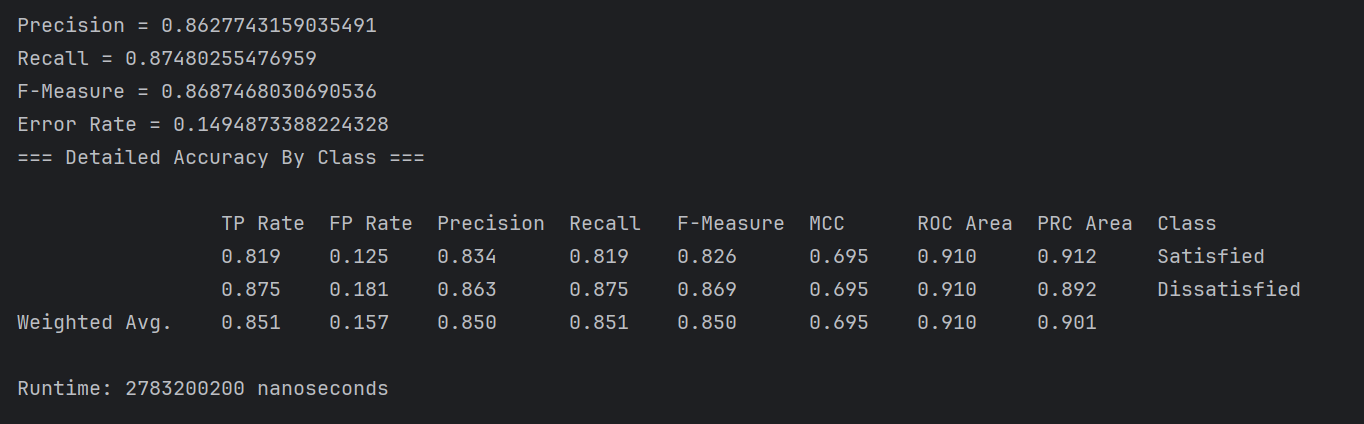 Precision = 0.8627743159035491
Recall = 0.87480255476959
F-Measure = 0.8687468030690536
Error Rate = 0.1494873388224328
=== Detailed Accuracy By Class ===
TP Rate FP Rate Precision Recall F-Measure MCC ROC Area PRC Area Class
0.819 0.125 0.834 0.819 0.826 0.695 0.910 0.912 Satisfied
0.875 0.181 0.863 0.875 0.869 0.695 0.910 0.892 Dissatisfied
Weighted Avg. 0.851 0.157 0.850 0.851 0.850 0.695 0.910 0.901
Runtime: 2783200200 nanoseconds